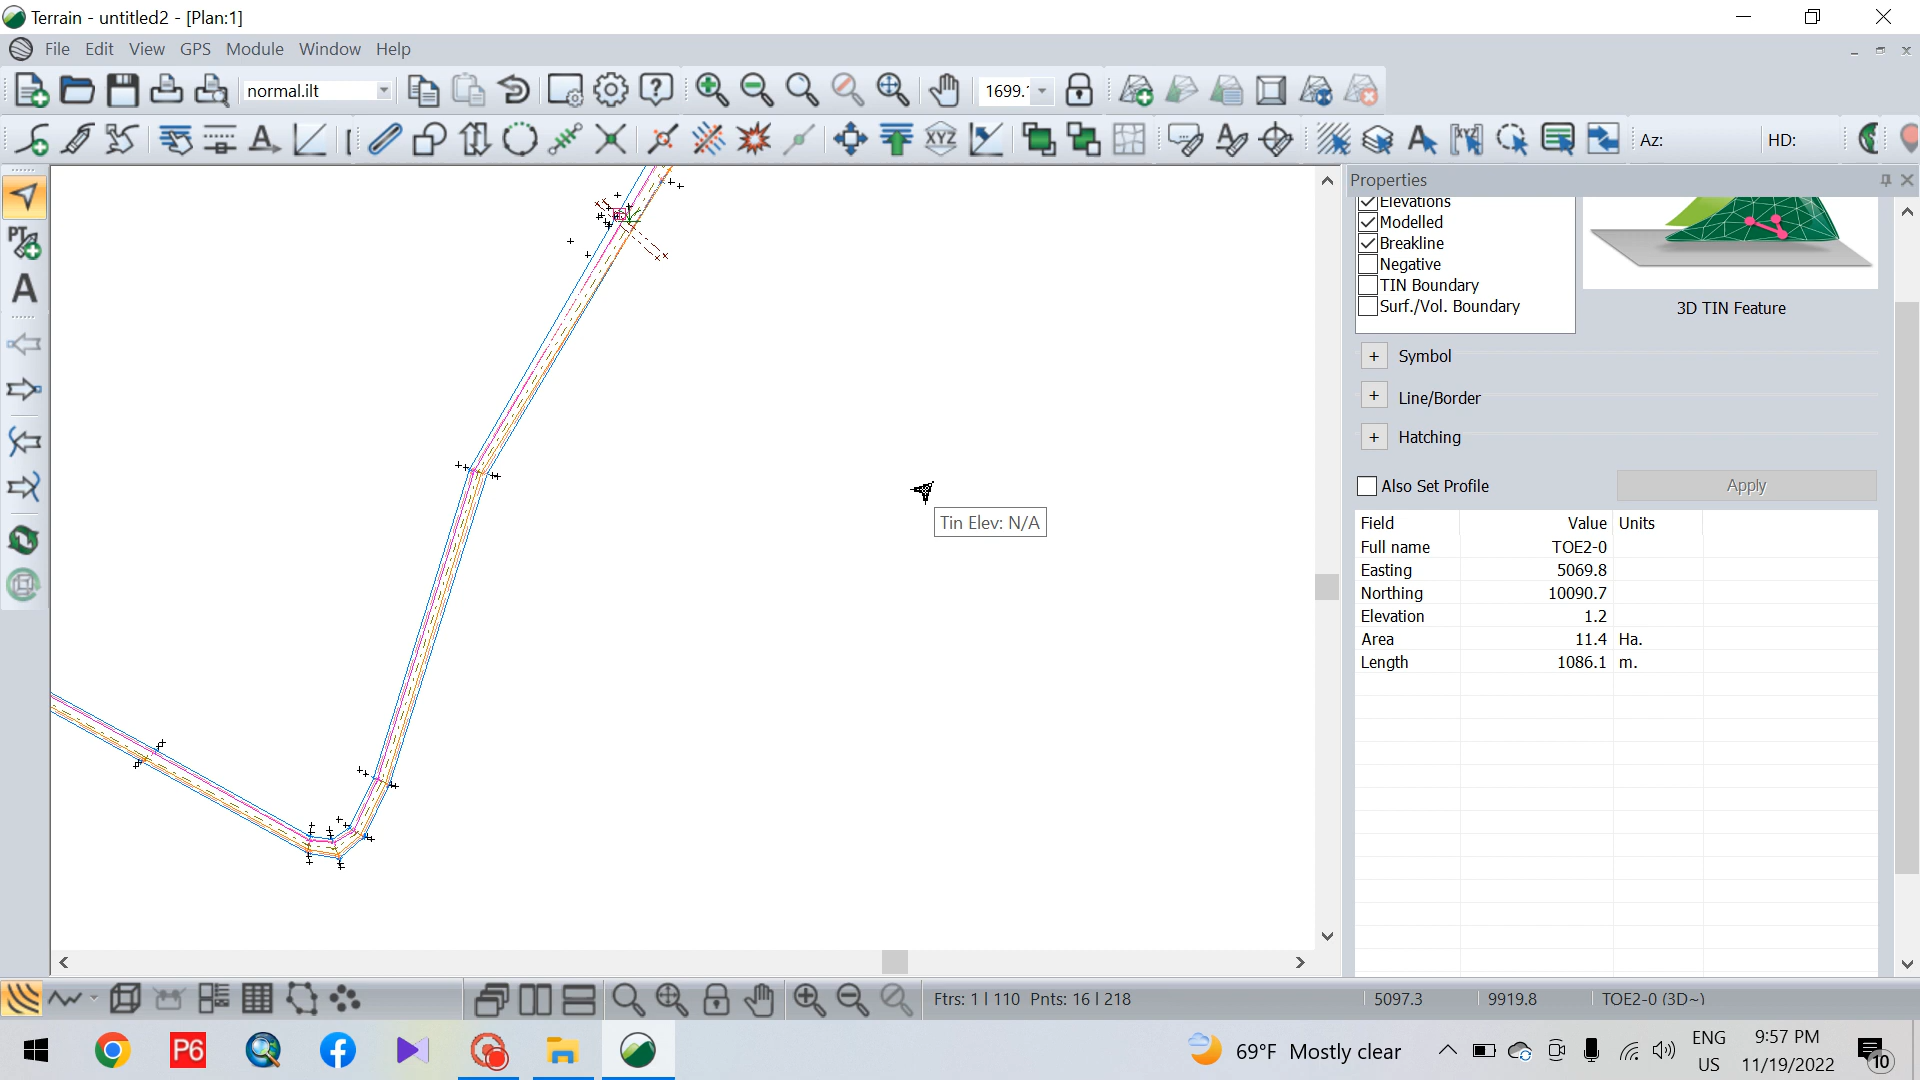 Terrain - untitled2 - [Plan:1]
File Edit View GPS Module Window Help
normal.ilt
1699.
XYZ
XYZ
Az:
HD:
PT
A
Properties
Elevations
Modelled
Breakline
Negative
TIN Boundary
Surf./Vol. Boundary
3D TIN Feature
+ Symbol
+ Line/Border
+ Hatching
Also Set Profile
Apply
Field Value Units
Full name TOE2-0
Easting 5069.8
Northing 10090.7
Elevation 1.2
Area 11.4 Ha.
Length 1086.1 m.
Tin Elev: N/A
Ftrs: 1 | 110 Pnts: 16 | 218
5097.3
9919.8
TOE2-0 (3D~)
P6
69°F Mostly clear
ENG
US
9:57 PM
11/19/2022
10